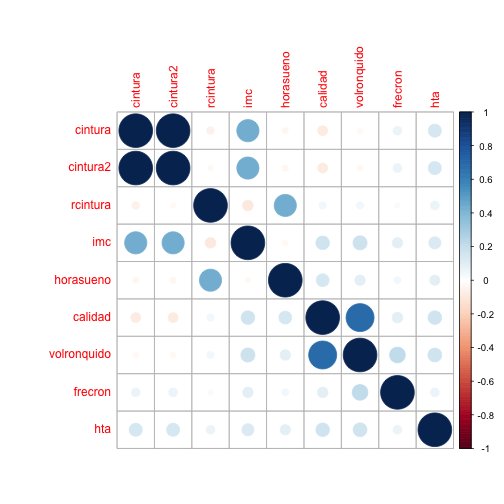 cintura
cintura2
rcintura
imc
horasueno
calidad
volronquido
frecron
hta
cintura
cintura2
rcintura
imc
horasueno
calidad
volronquido
frecron
hta
1
0.8
0.6
0.4
0.2
0
-0.2
-0.4
-0.6
-0.8
-1